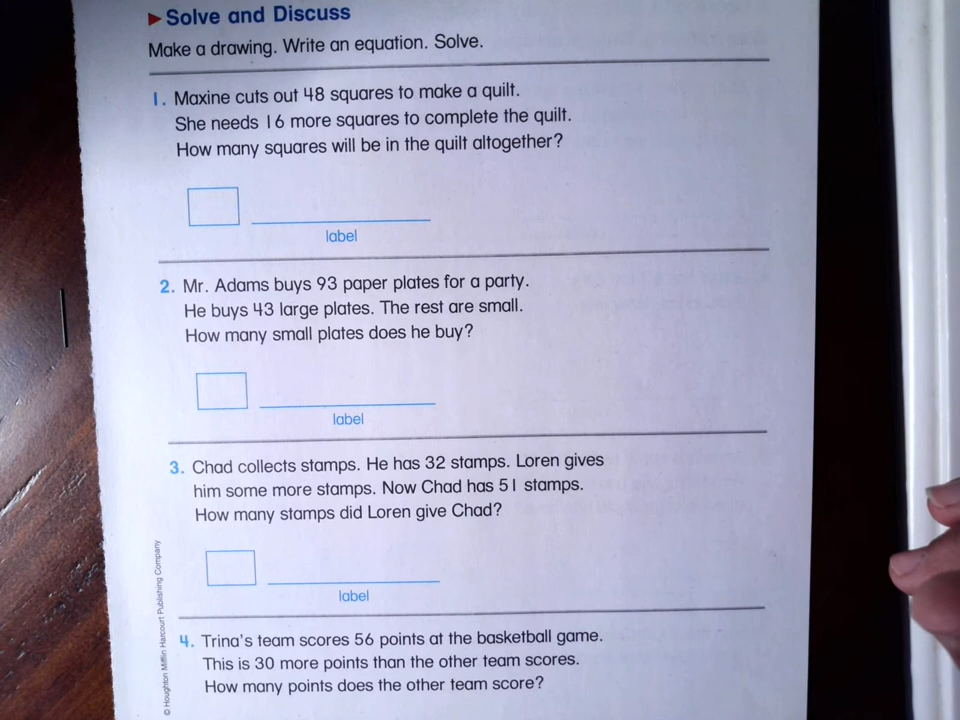 ► Solve and Discuss
Make a drawing. Write an equation. Solve.
1. Maxine cuts out 48 squares to make a quilt.
She needs 16 more squares to complete the quilt.
How many squares will be in the quilt altogether?
label
2. Mr. Adams buys 93 paper plates for a party.
He buys 43 large plates. The rest are small.
How many small plates does he buy?
label
3. Chad collects stamps. He has 32 stamps. Loren gives
him some more stamps. Now Chad has 51 stamps.
How many stamps did Loren give Chad?
label
4. Trina's team scores 56 points at the basketball game.
This is 30 more points than the other team scores.
How many points does the other team score?
© Houghton Mifflin Harcourt Publishing Company